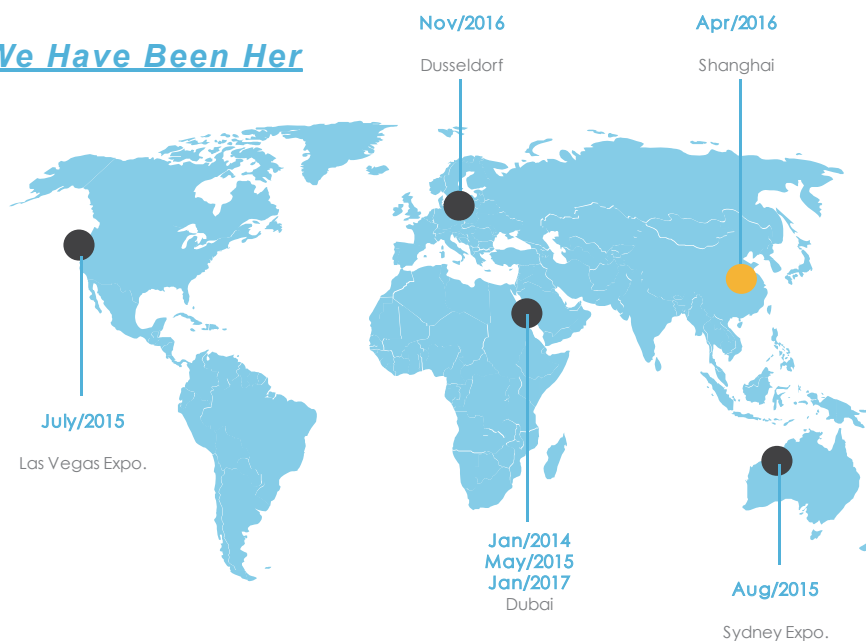 Nov/2016
Apr/2016
We Have Been Her
Dusseldorf
Shanghai
July/2015
Las Vegas Expo.
Jan/2014
May/2015
Jan/2017
Dubai
Aug/2015
Sydney Expo.